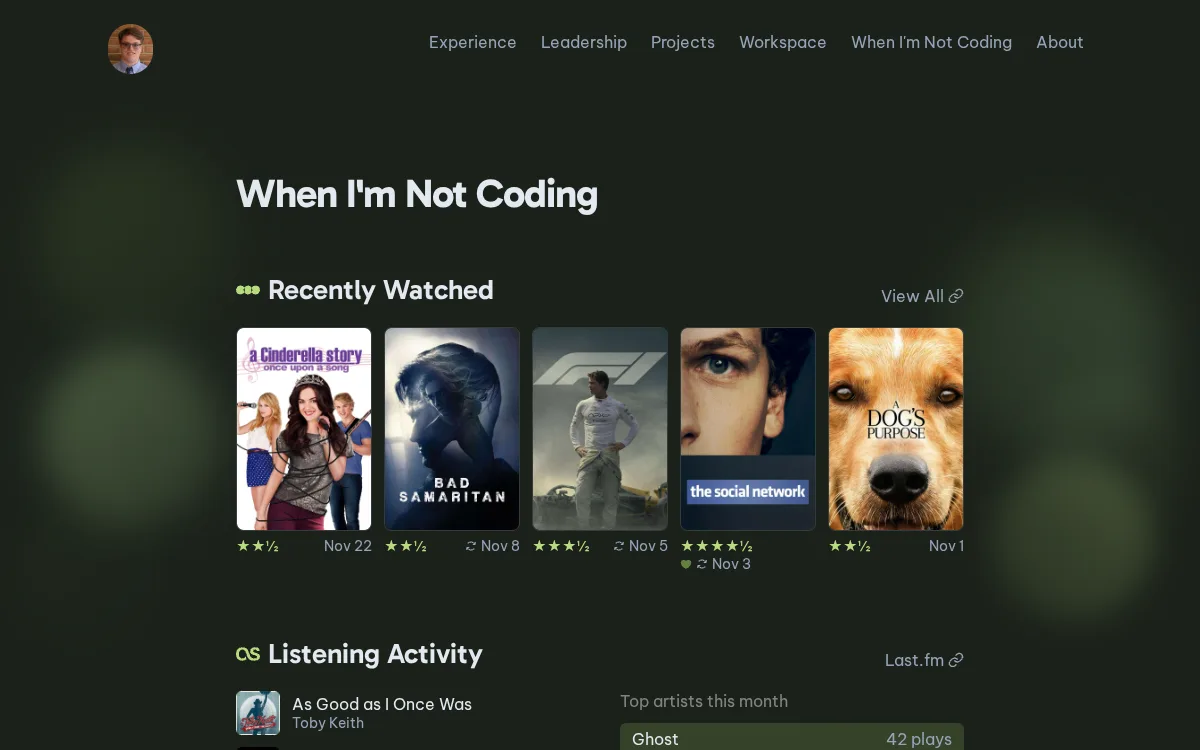 Experience Leadership Projects Workspace When I'm Not Coding About
When I'm Not Coding
Recently Watched
View All
a Cinderella story
once upon a song
BAD
SAMARITAN
F1
the social network
A
DOG'S
PURPOSE
★★½ Nov 22
★★½ Nov 8
★★★½ Nov 5
★★★★½
Nov 3
★★½ Nov 1
Listening Activity
Last.fm
As Good as I Once Was
Toby Keith
Top artists this month
Ghost 42 plays